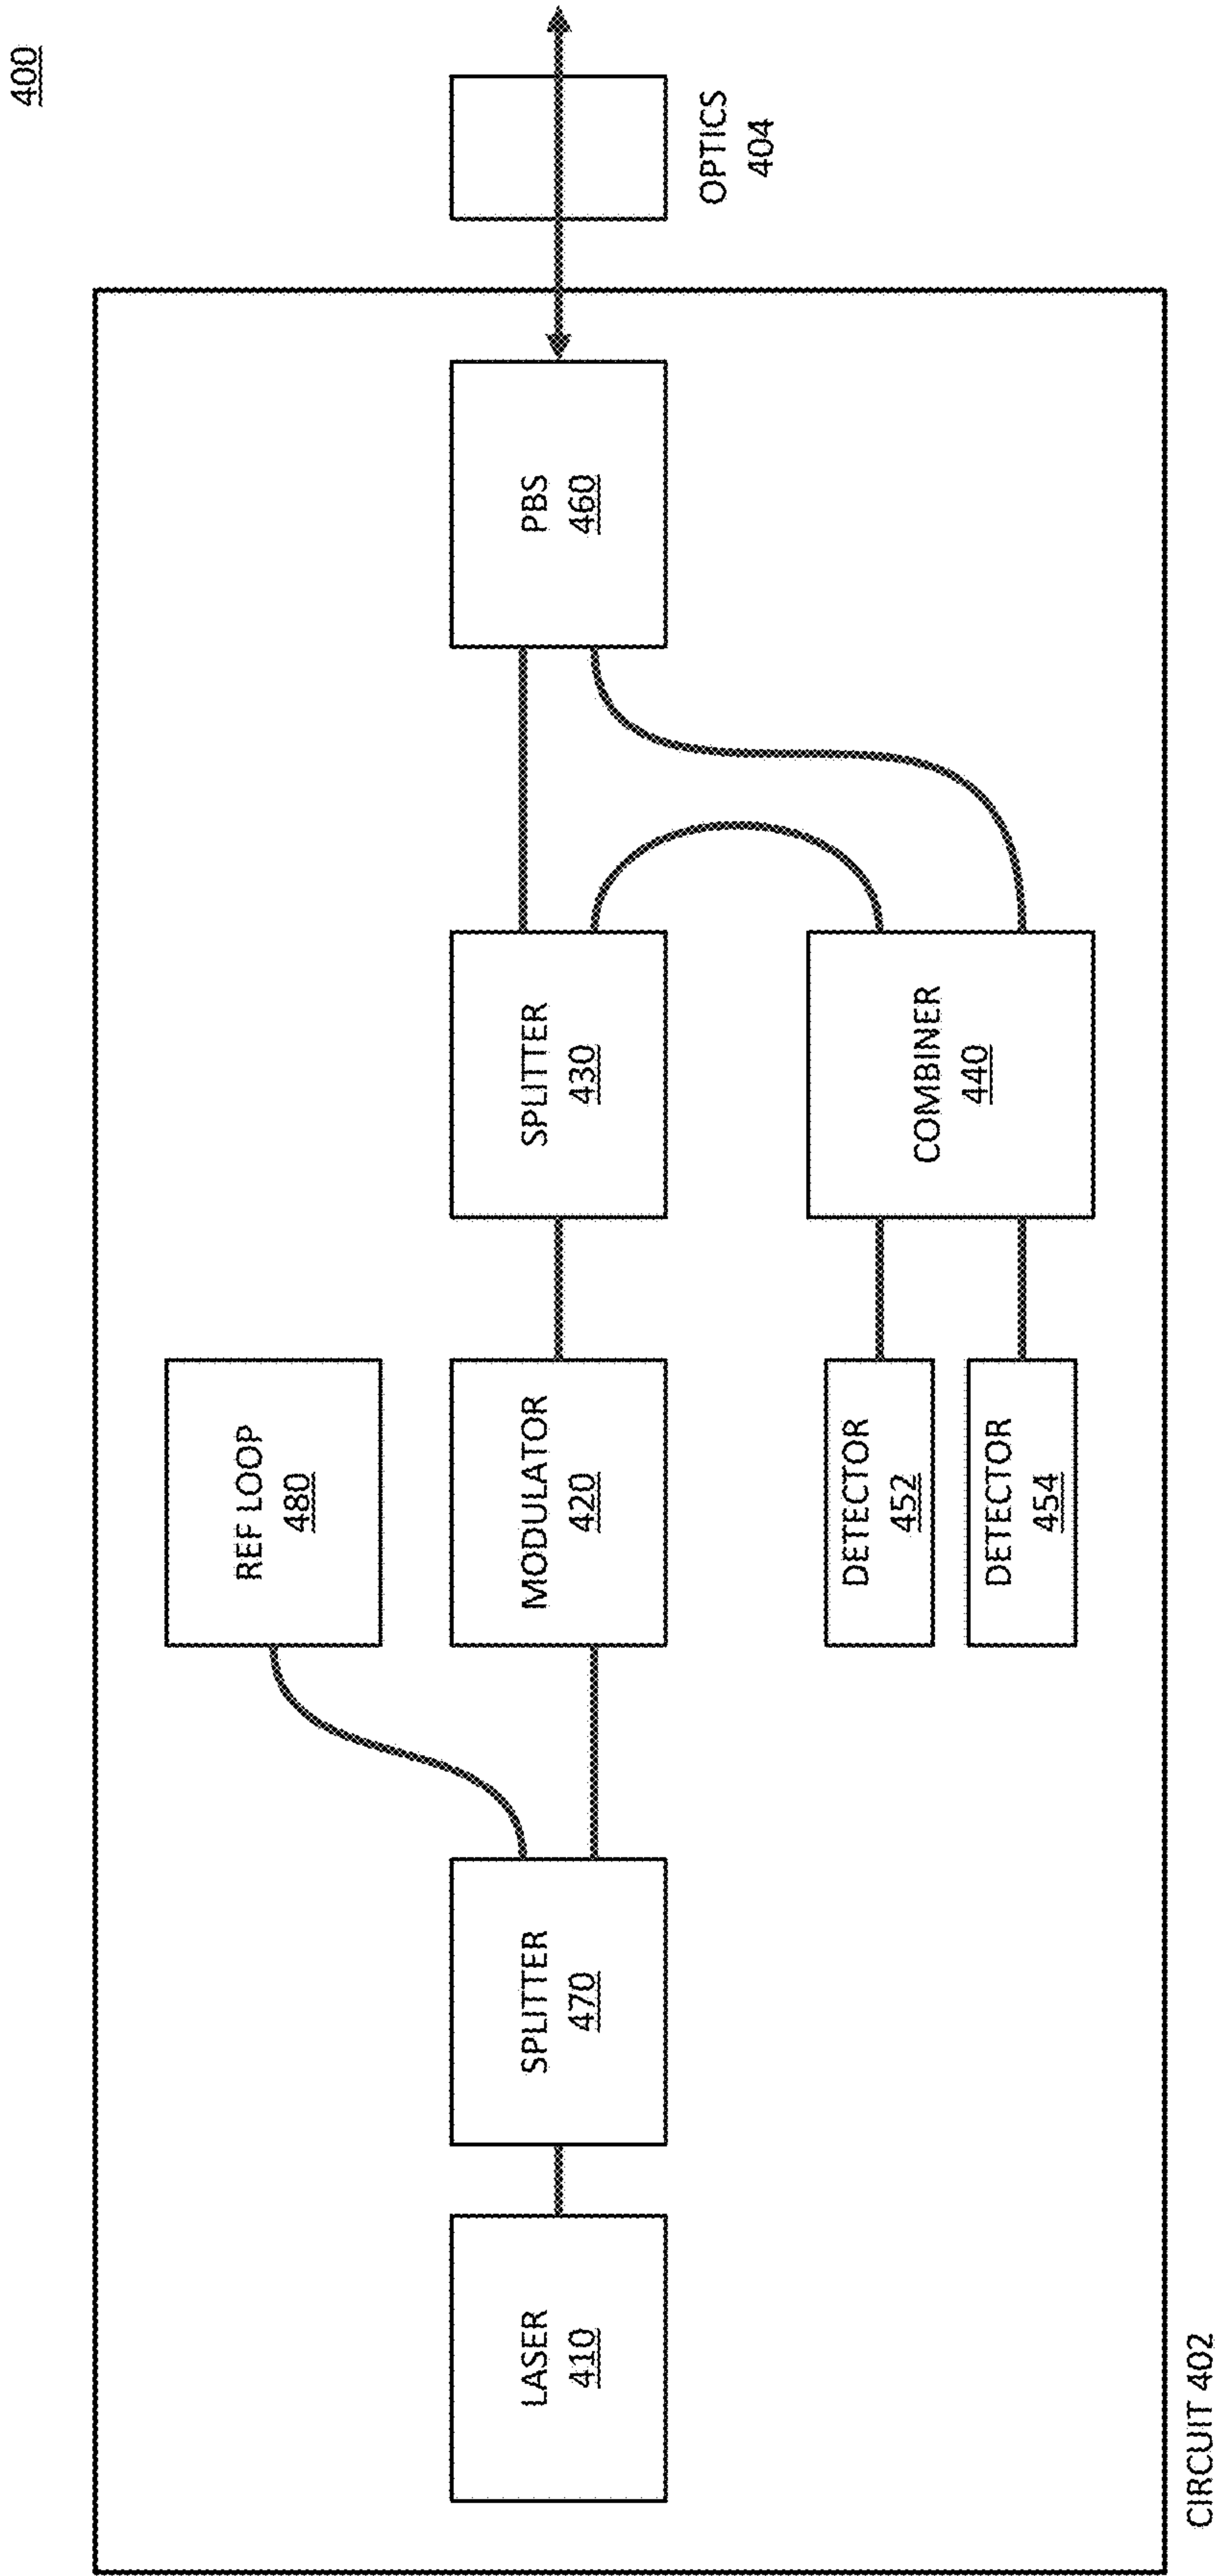 400
REF LOOP
480
LASER
410
SPLITTER
470
MODULATOR
420
SPLITTER
430
PBS
460
OPTICS
404
DETECTOR
452
DETECTOR
454
COMBINER
440
CIRCUIT 402